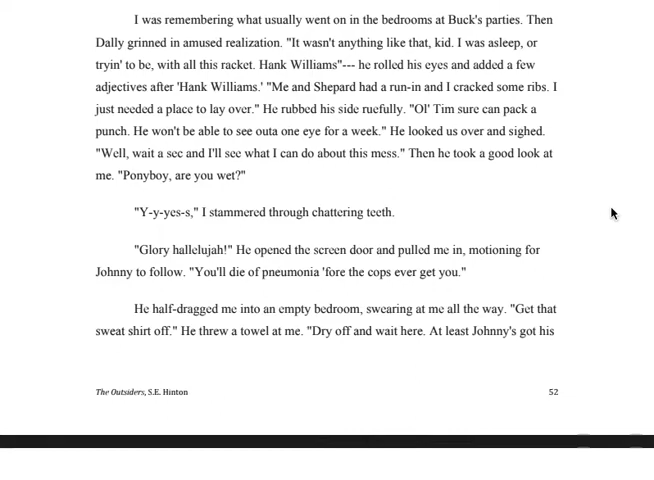 I was remembering what usually went on in the bedrooms at Buck's parties. Then
Dally grinned in amused realization. "It wasn't anything like that, kid. I was asleep, or
tryin' to be, with all this racket. Hank Williams"--- he rolled his eyes and added a few
adjectives after 'Hank Williams.' "Me and Shepard had a run-in and I cracked some ribs. I
just needed a place to lay over." He rubbed his side ruefully. "Ol' Tim sure can pack a
punch. He won't be able to see outa one eye for a week." He looked us over and sighed.
"Well, wait a sec and I'll see what I can do about this mess." Then he took a good look at
me. "Ponyboy, are you wet?"
"Y-y-yes-s," I stammered through chattering teeth.
"Glory hallelujah!" He opened the screen door and pulled me in, motioning for
Johnny to follow. "You'll die of pneumonia 'fore the cops ever get you."
He half-dragged me into an empty bedroom, swearing at me all the way. "Get that
sweat shirt off." He threw a towel at me. "Dry off and wait here. At least Johnny's got his
The Outsiders, S.E. Hinton 52